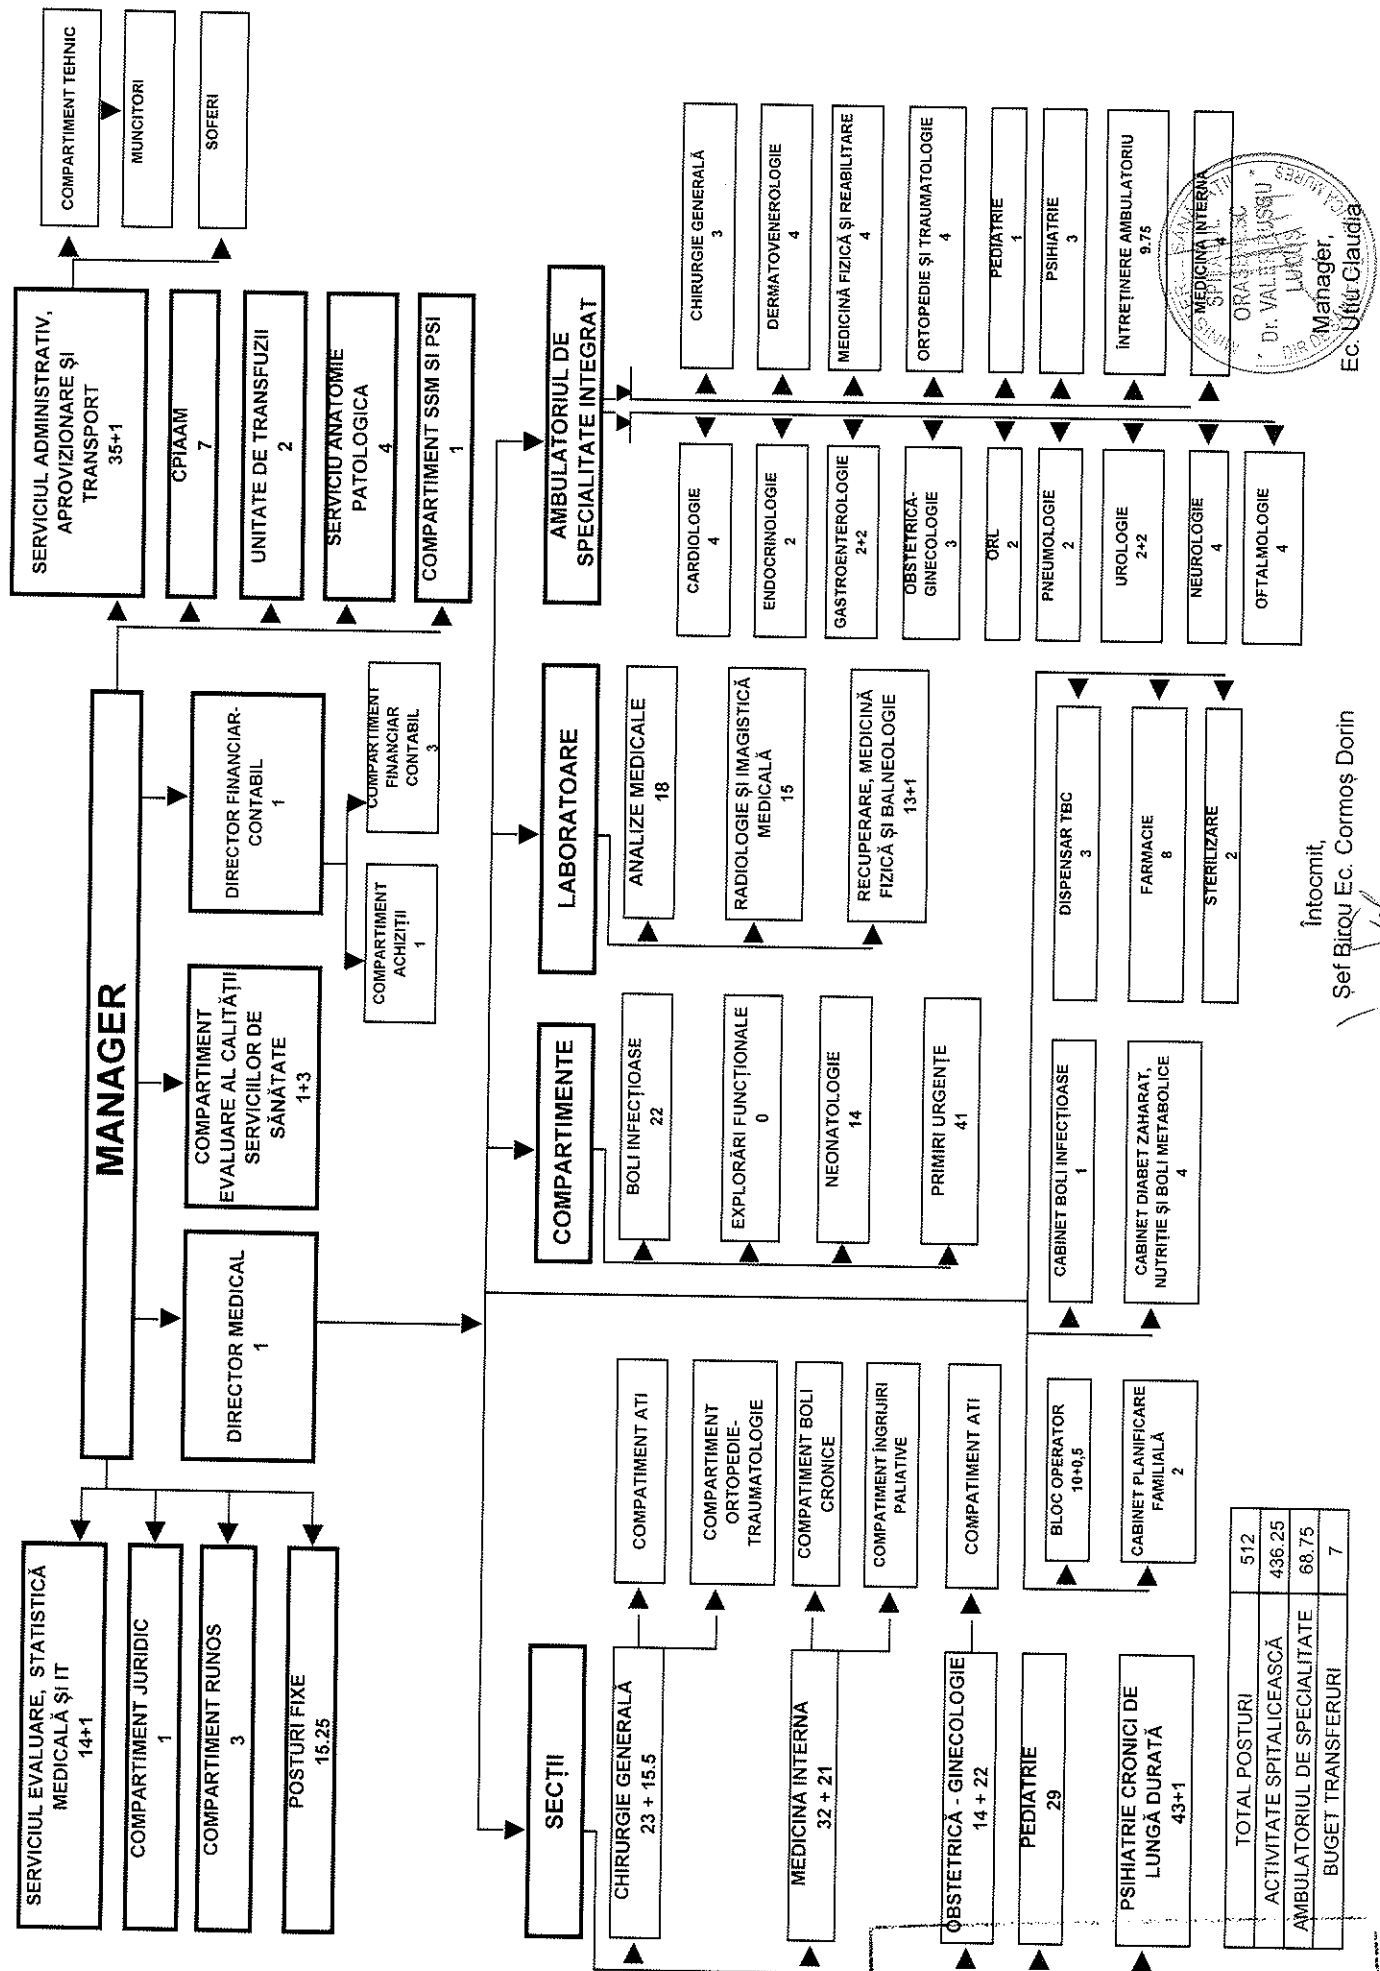 MANAGER
SERVICIUL EVALUARE, STATISTICĂ
MEDICALĂ ȘI IT
14+1
COMPARTIMENT JURIDIC
1
COMPARTIMENT RUNOS
3
POSTURI FIXE
15.25
DIRECTOR MEDICAL
1
COMPARTIMENT
EVALUARE AL CALITĂȚII
SERVICIILOR DE
SĂNĂTATE
1+3
DIRECTOR FINANCIAR-
CONTABIL
1
COMPARTIMENT
ACHIZIȚII
1
COMPARTIMENT
FINANCIAR
CONTABIL
3
SERVICIUL ADMINISTRATIV,
APROVIZIONARE ȘI
TRANSPORT
35+1
CPIAAM
7
UNITATE DE TRANSFUZII
2
SERVICIU ANATOMIE
PATOLOGICA
4
COMPARTIMENT SSM SI PSI
1
COMPARTIMENT TEHNIC
MUNCITORI
SOFERI
SECȚII
CHIRURGIE GENERALĂ
23 + 15.5
MEDICINA INTERNA
32 + 21
OBSTETRICĂ - GINECOLOGIE
14 + 22
PEDIATRIE
29
PSIHIATRIE CRONICI DE
LUNGĂ DURATĂ
43+1
COMPATIMENT ATI
COMPARTIMENT
ORTOPEDIE-
TRAUMATOLOGIE
COMPATIMENT BOLI
CRONICE
COMPATIMENT ÎNGRIJIRI
PALIATIVE
COMPATIMENT ATI
COMPARTIMENTE
BOLI INFECȚIOASE
22
EXPLORĂRI FUNCȚIONALE
0
NEONATOLOGIE
14
PRIMIRI URGENȚE
41
LABORATOARE
ANALIZE MEDICALE
18
RADIOLOGIE ȘI IMAGISTICĂ
MEDICALĂ
15
RECUPERARE, MEDICINĂ
FIZICĂ ȘI BALNEOLOGIE
13+1
AMBULATORIUL DE
SPECIALITATE INTEGRAT
CARDIOLOGIE
4
ENDOCRINOLOGIE
2
GASTROENTEROLOGIE
2+2
OBSTETRICA-
GINECOLOGIE
3
ORL
2
PNEUMOLOGIE
2
UROLOGIE
2+2
NEUROLOGIE
4
OFTALMOLOGIE
4
CHIRURGIE GENERALĂ
3
DERMATOVENEROLOGIE
4
MEDICINĂ FIZICĂ ȘI REABILITARE
4
ORTOPEDIE ȘI TRAUMATOLOGIE
4
PEDIATRIE
1
PSIHIATRIE
3
ÎNTREȚINERE AMBULATORIU
9.75
MEDICINA INTERNA
4
BLOC OPERATOR
10+0,5
CABINET PLANIFICARE
FAMILIALĂ
2
CABINET BOLI INFECȚIOASE
1
CABINET DIABET ZAHARAT,
NUTRIȚIE ȘI BOLI METABOLICE
4
DISPENSAR TBC
3
FARMACIE
8
STERILIZARE
2
TOTAL POSTURI 512
ACTIVITATE SPITALICEASCĂ 436.25
AMBULATORIUL DE SPECIALITATE 68.75
BUGET TRANSFERURI 7
Întocmit,
Șef Birou Ec. Cormoș Dorin
Manager,
Ec. Uțiu Claudia
SPITALUL
ORĂȘENESC
Dr. VALER RUSSU
LUDUȘ